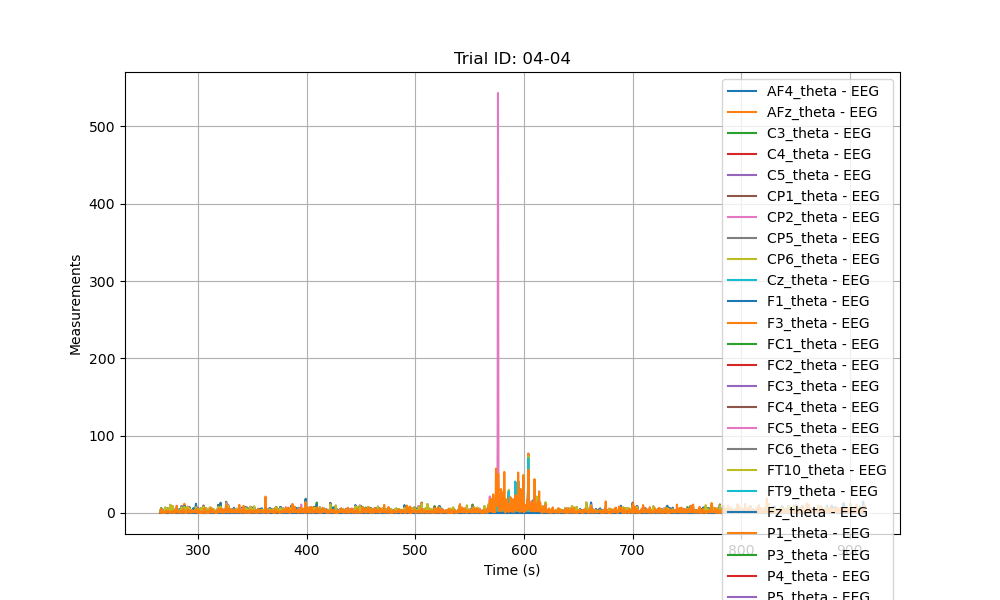 Trial ID: 04-04
Measurements
500
400
300
200
100
0
300
400
500
600
700
800
900
Time (s)
AF4_theta - EEG
AFz_theta - EEG
C3_theta - EEG
C4_theta - EEG
C5_theta - EEG
CP1_theta - EEG
CP2_theta - EEG
CP5_theta - EEG
CP6_theta - EEG
Cz_theta - EEG
F1_theta - EEG
F3_theta - EEG
FC1_theta - EEG
FC2_theta - EEG
FC3_theta - EEG
FC4_theta - EEG
FC5_theta - EEG
FC6_theta - EEG
FT10_theta - EEG
FT9_theta - EEG
Fz_theta - EEG
P1_theta - EEG
P3_theta - EEG
P4_theta - EEG
P5_theta - EEG